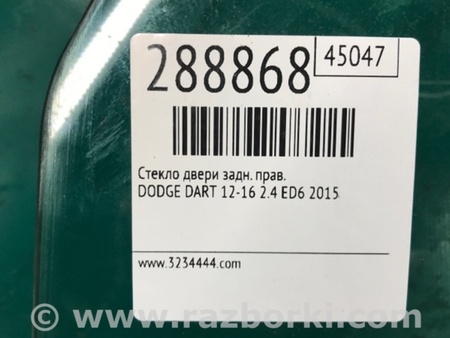 288868
45047
Стекло двери задн. прав.
DODGE DART 12-16 2.4 ED6 2015
www.3234444.com
© www.razborki.com